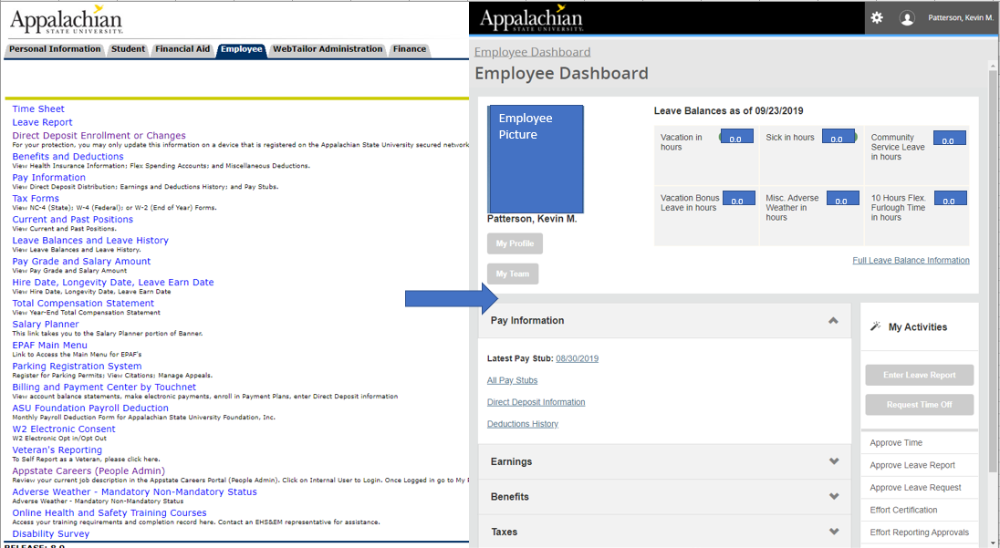 Appalachian
STATE UNIVERSITY.
Personal Information Student Financial Aid Employee WebTailor Administration Finance
Time Sheet
Leave Report
Direct Deposit Enrollment or Changes
For your protection, you may only update this information on a device that is registered on the Appalachian State University secured network
Benefits and Deductions
View Health Insurance Information; Flex Spending Accounts; and Miscellaneous Deductions.
Pay Information
View Direct Deposit Distribution; Earnings and Deductions History; and Pay Stubs.
Tax Forms
View NC-4 (State); W-4 (Federal); or W-2 (End of Year) Forms.
Current and Past Positions
View Current and Past Positions.
Leave Balances and Leave History
View Leave Balances and Leave History.
Pay Grade and Salary Amount
View Pay Grade and Salary Amount
Hire Date, Longevity Date, Leave Earn Date
View Hire Date, Longevity Date, Leave Earn Date
Total Compensation Statement
View Year-End Total Compensation Statement
Salary Planner
This link takes you to the Salary Planner portion of Banner.
EPAF Main Menu
Link to Access the Main Menu for EPAF's
Parking Registration System
Register for Parking Permits; View Citations; Manage Appeals.
Billing and Payment Center by Touchnet
View account balance statements, make electronic payments, enroll in Payment Plans, enter Direct Deposit information
ASU Foundation Payroll Deduction
Monthly Payroll Deduction Form for Appalachian State University Foundation, Inc.
W2 Electronic Consent
W2 Electronic Opt in/Opt Out
Veteran's Reporting
To Self Report as a Veteran, please click here.
Appstate Careers (People Admin)
Review your current job description in the Appstate Careers Portal (People Admin). Click on Internal User to Login. Once Logged in go to My P
Adverse Weather - Mandatory Non-Mandatory Status
Adverse Weather - Mandatory Non-Mandatory Status
Online Health and Safety Training Courses
Access your training requirements and completion record here. Contact an EHS&EM representative for assistance.
Disability Survey
RELEASE: 8.9
Appalachian
STATE UNIVERSITY.
Patterson, Kevin M.
Employee Dashboard
Employee Dashboard
Employee
Picture
Patterson, Kevin M.
My Profile
My Team
Leave Balances as of 09/23/2019
Vacation in
hours
0.0
Sick in hours
0.0
Community
Service Leave
in hours
0.0
Vacation Bonus
Leave in hours
0.0
Misc. Adverse
Weather in
hours
0.0
10 Hours Flex.
Furlough Time
in hours
0.0
Full Leave Balance Information
Pay Information
Latest Pay Stub: 08/30/2019
All Pay Stubs
Direct Deposit Information
Deductions History
Earnings
Benefits
Taxes
My Activities
Enter Leave Report
Request Time Off
Approve Time
Approve Leave Report
Approve Leave Request
Effort Certification
Effort Reporting Approvals